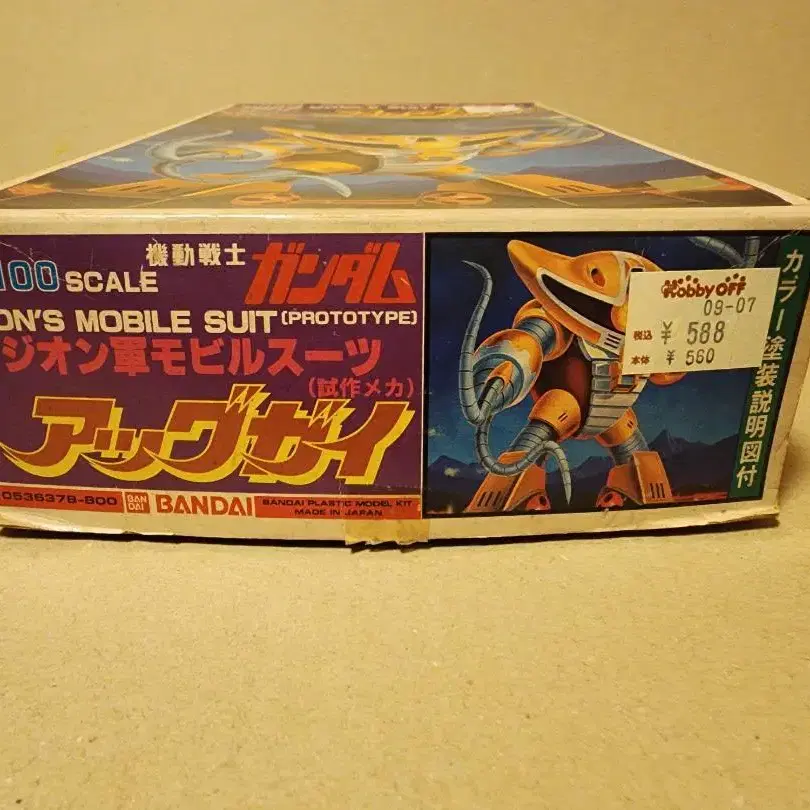 100 SCALE
機動戦士
ガンダム
ON'S MOBILE SUIT (PROTOTYPE)
ジオン軍モビルスーツ
(試作メカ)
アッグガイ
0536378-800
BAN
DAI
BANDAI
BANDAI PLASTIC MODEL KIT
MADE IN JAPAN
Hobby OFF
09-07
税込 ¥ 588
本体 ¥ 560
カラー塗装説明図付